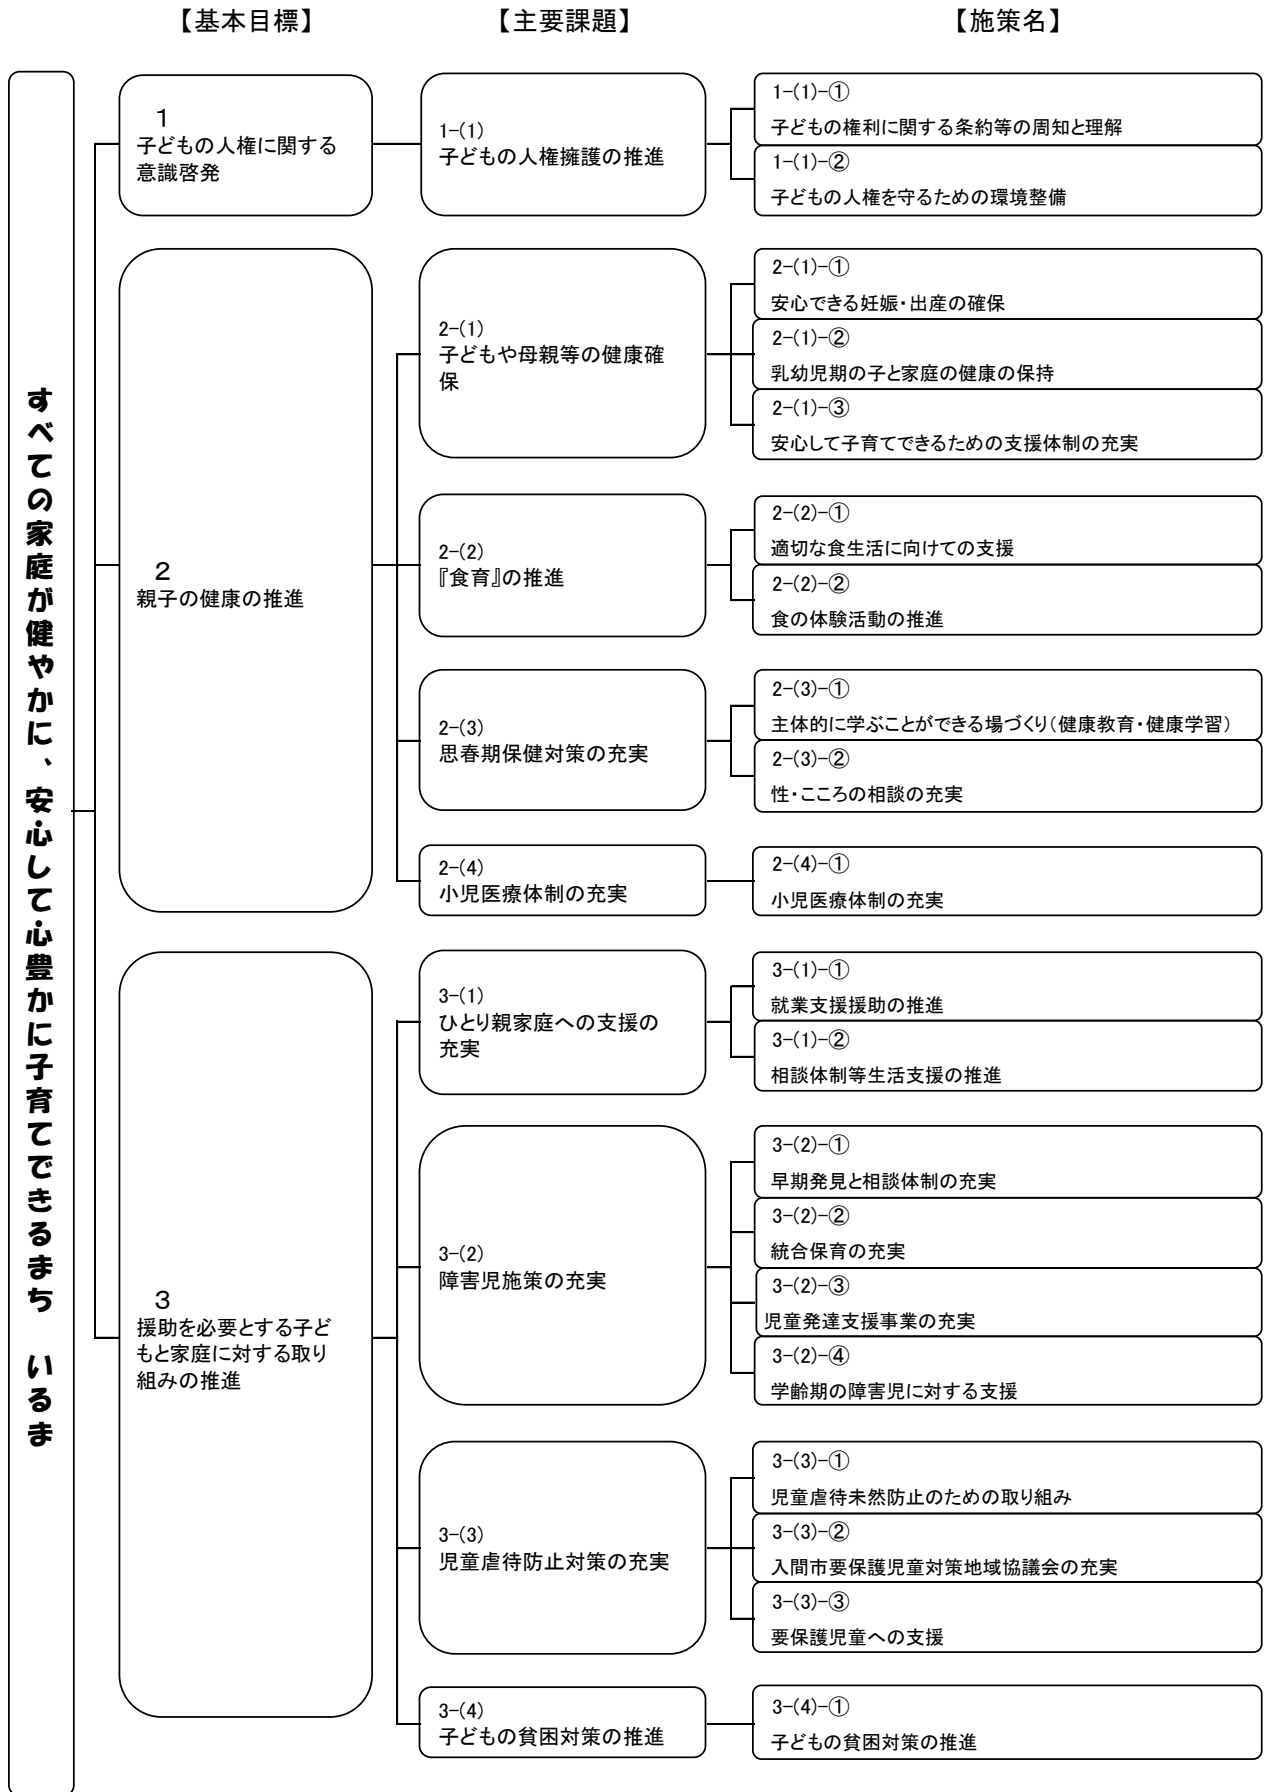 【基本目標】 【主要課題】 【施策名】
すべての家庭が健やかに、安心して心豊かに子育てできるまち いるま
1
子どもの人権に関する
意識啓発
1-(1)
子どもの人権擁護の推進
1-(1)-①
子どもの権利に関する条約等の周知と理解
1-(1)-②
子どもの人権を守るための環境整備
2
親子の健康の推進
2-(1)
子どもや母親等の健康確
保
2-(1)-①
安心できる妊娠・出産の確保
2-(1)-②
乳幼児期の子と家庭の健康の保持
2-(1)-③
安心して子育てできるための支援体制の充実
2-(2)
『食育』の推進
2-(2)-①
適切な食生活に向けての支援
2-(2)-②
食の体験活動の推進
2-(3)
思春期保健対策の充実
2-(3)-①
主体的に学ぶことができる場づくり(健康教育・健康学習)
2-(3)-②
性・こころの相談の充実
2-(4)
小児医療体制の充実
2-(4)-①
小児医療体制の充実
3
援助を必要とする子ど
もと家庭に対する取り
組みの推進
3-(1)
ひとり親家庭への支援の
充実
3-(1)-①
就業支援援助の推進
3-(1)-②
相談体制等生活支援の推進
3-(2)
障害児施策の充実
3-(2)-①
早期発見と相談体制の充実
3-(2)-②
統合保育の充実
3-(2)-③
児童発達支援事業の充実
3-(2)-④
学齢期の障害児に対する支援
3-(3)
児童虐待防止対策の充実
3-(3)-①
児童虐待未然防止のための取り組み
3-(3)-②
入間市要保護児童対策地域協議会の充実
3-(3)-③
要保護児童への支援
3-(4)
子どもの貧困対策の推進
3-(4)-①
子どもの貧困対策の推進